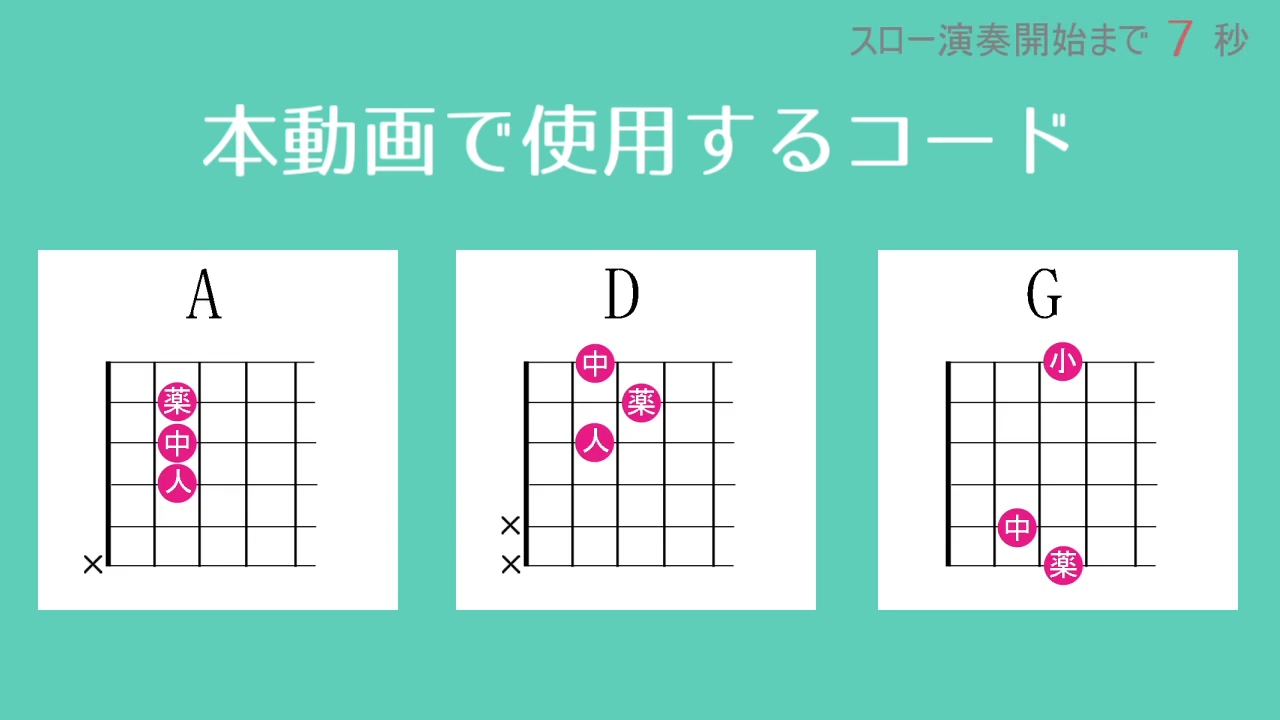 スロー演奏開始まで 7 秒
本動画で使用するコード
A
薬
中
人
×
D
中
薬
人
×
×
G
小
中
薬